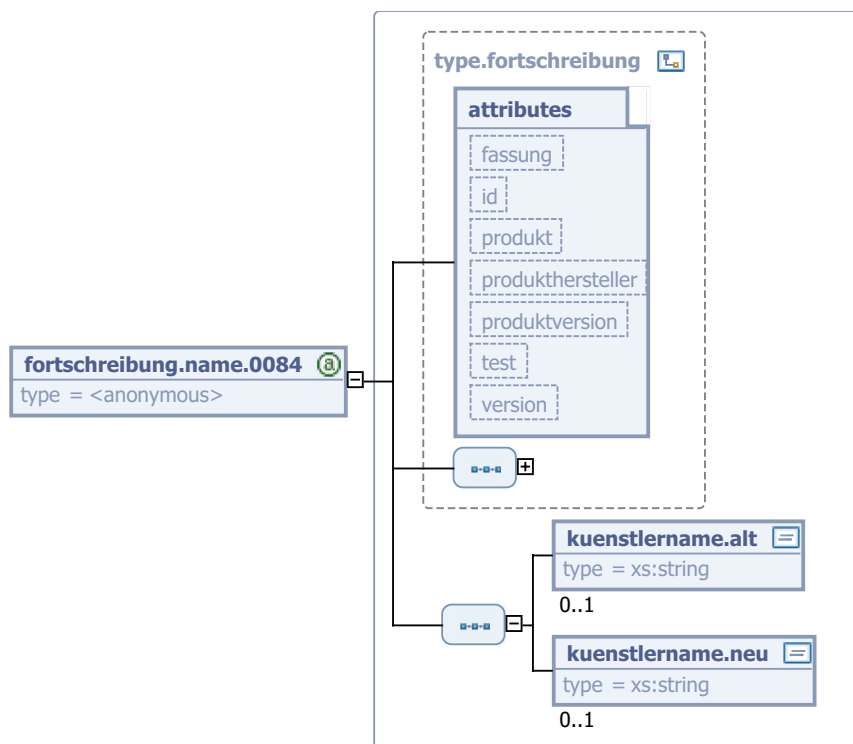 type.fortschreibung
attributes
fassung
id
produkt
produkthersteller
produktversion
test
version
fortschreibung.name.0084 @
type = <anonymous>
kuenstlername.alt
type = xs:string
0..1
kuenstlername.neu
type = xs:string
0..1